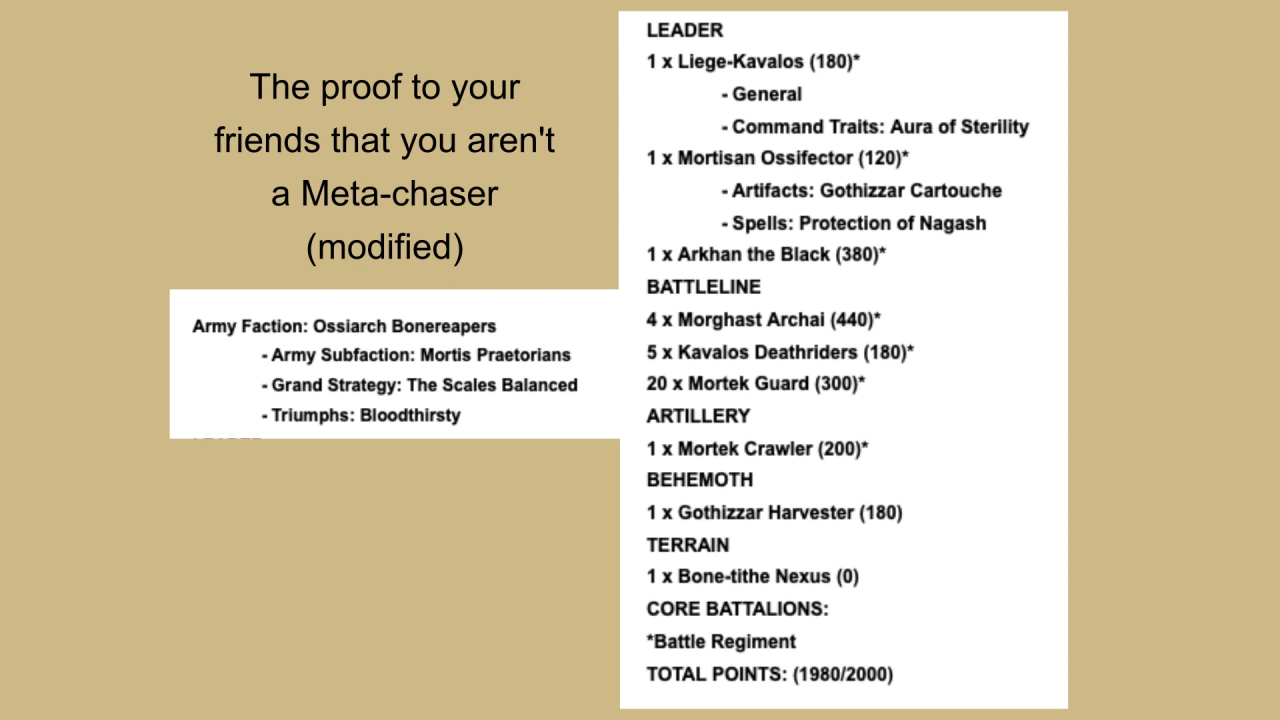 The proof to your
friends that you aren't
a Meta-chaser
(modified)
Army Faction: Ossiarch Bonereapers
- Army Subfaction: Mortis Praetorians
- Grand Strategy: The Scales Balanced
- Triumphs: Bloodthirsty
LEADER
1 x Liege-Kavalos (180)*
- General
- Command Traits: Aura of Sterility
1 x Mortisan Ossifector (120)*
- Artifacts: Gothizzar Cartouche
- Spells: Protection of Nagash
1 x Arkhan the Black (380)*
BATTLELINE
4 x Morghast Archai (440)*
5 x Kavalos Deathriders (180)*
20 x Mortek Guard (300)*
ARTILLERY
1 x Mortek Crawler (200)*
BEHEMOTH
1 x Gothizzar Harvester (180)
TERRAIN
1 x Bone-tithe Nexus (0)
CORE BATTALIONS:
*Battle Regiment
TOTAL POINTS: (1980/2000)